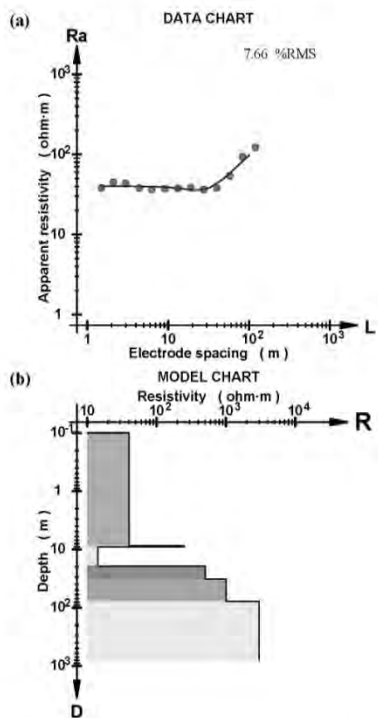 (a) DATA CHART
Ra
7.66 %RMS
10³
10²
10
1
Apparent resistivity ( ohm·m )
1 10 10² 10³ L
Electrode spacing ( m )
(b) MODEL CHART
Resistivity ( ohm·m )
10 10² 10³ 10⁴ R
10⁻
1
10
10²
10³
Depth ( m )
D